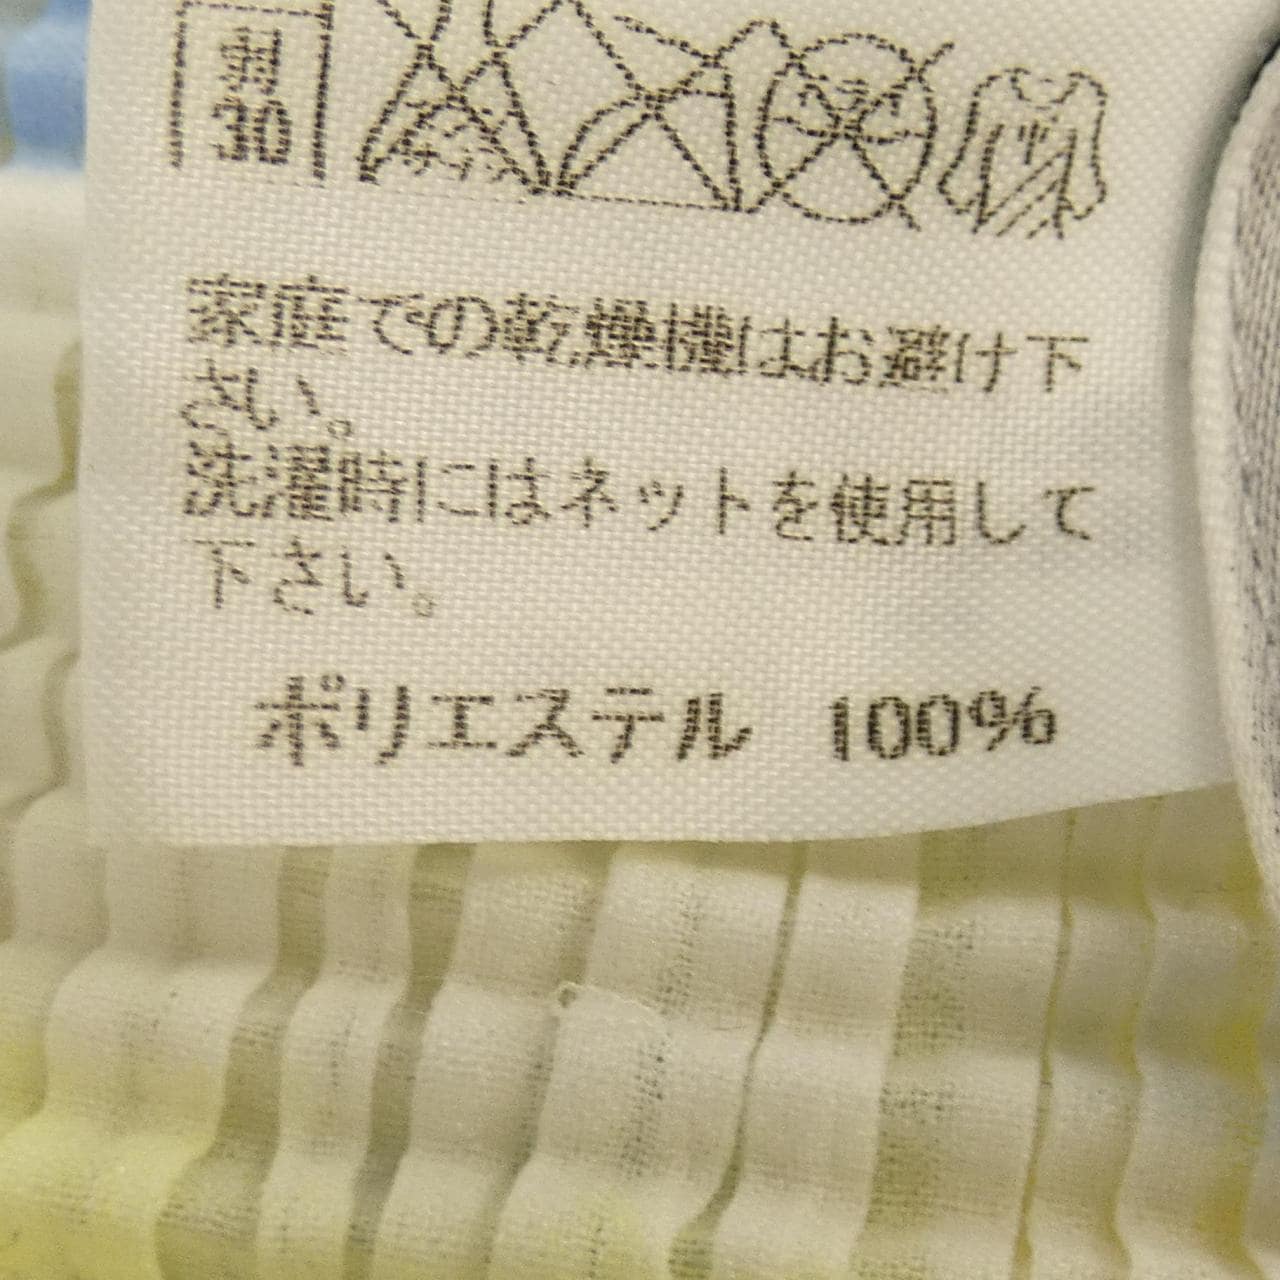 弱
30
家庭での乾燥機はお避け下
さい。
洗濯時にはネットを使用して
下さい。
ポリエステル 100%